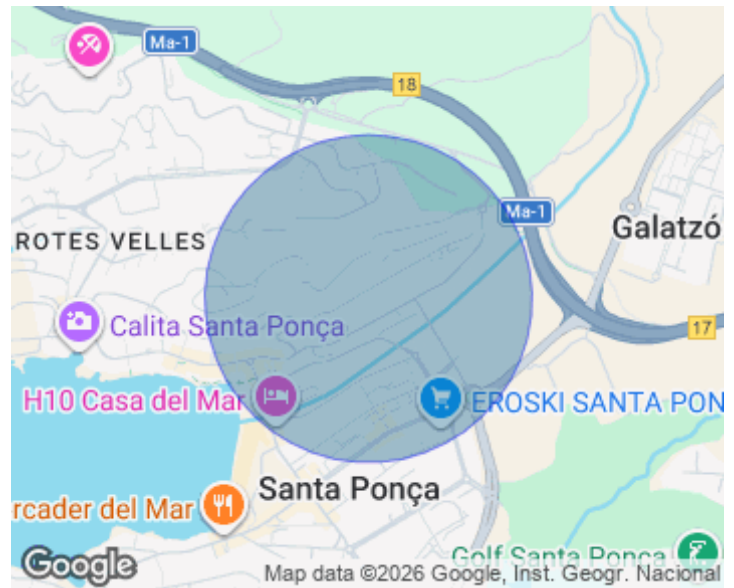 Ma-1
18
Ma-1
Galatzó
ROTES VELLES
Calita Santa Ponça
17
H10 Casa del Mar
EROSKI SANTA PON
Santa Ponça
rcader del Mar
Golf Santa Ponça
Google
Map data ©2026 Google, Inst. Geogr. Nacional